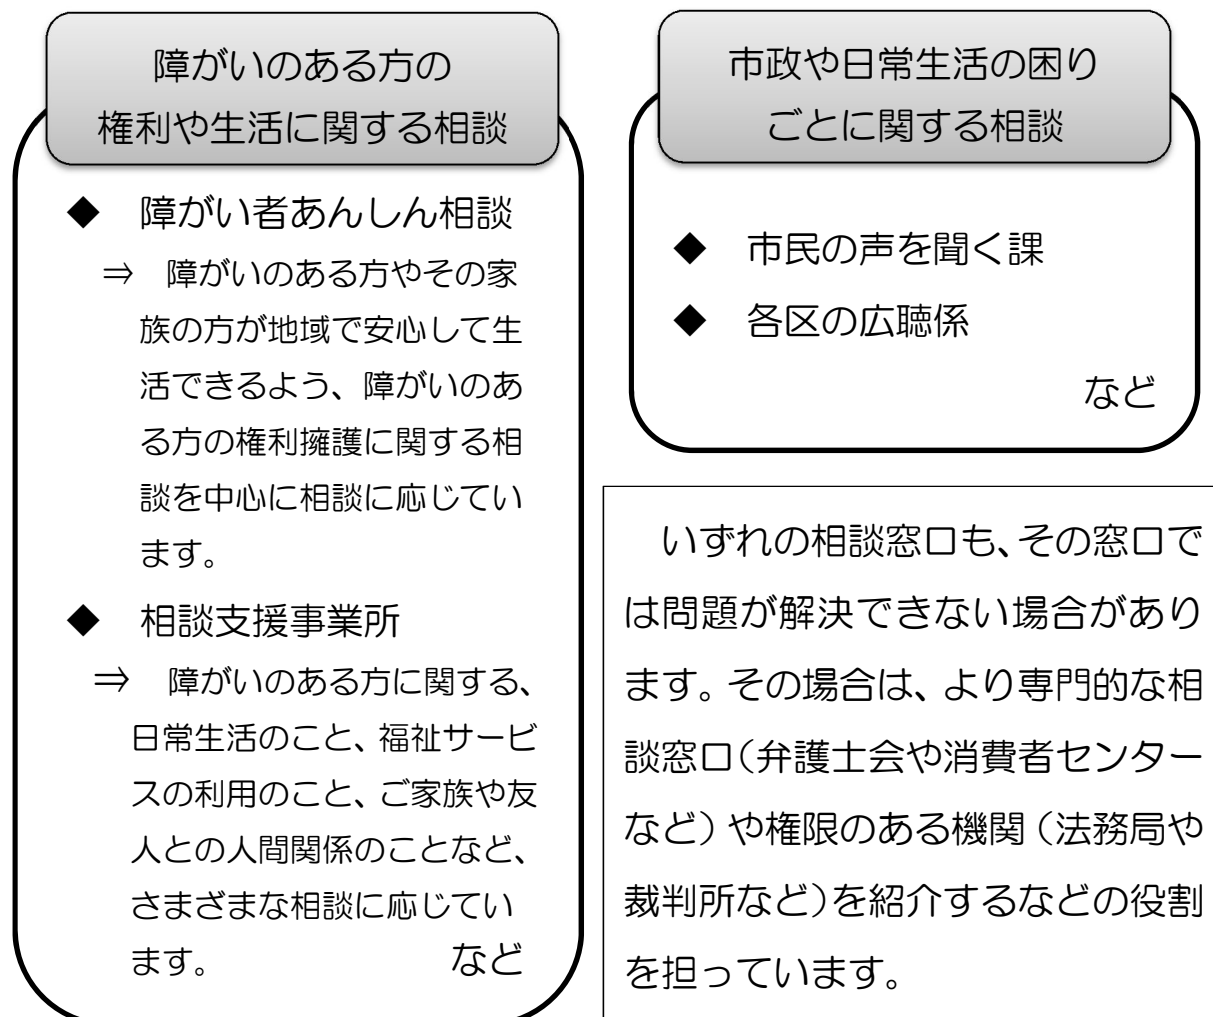 障がいのある方の
権利や生活に関する相談
◆ 障がい者あんしん相談
⇒ 障がいのある方やその家
族の方が地域で安心して生
活できるよう、障がいのあ
る方の権利擁護に関する相
談を中心に相談に応じてい
ます。
◆ 相談支援事業所
⇒ 障がいのある方に関する、
日常生活のこと、福祉サービ
スの利用のこと、ご家族や友
人との人間関係のことなど、
さまざまな相談に応じてい
ます。 など
市政や日常生活の困り
ごとに関する相談
◆ 市民の声を聞く課
◆ 各区の広聴係
など
いずれの相談窓口も、その窓口で
は問題が解決できない場合があり
ます。その場合は、より専門的な相
談窓口(弁護士会や消費者センター
など)や権限のある機関(法務局や
裁判所など)を紹介するなどの役割
を担っています。